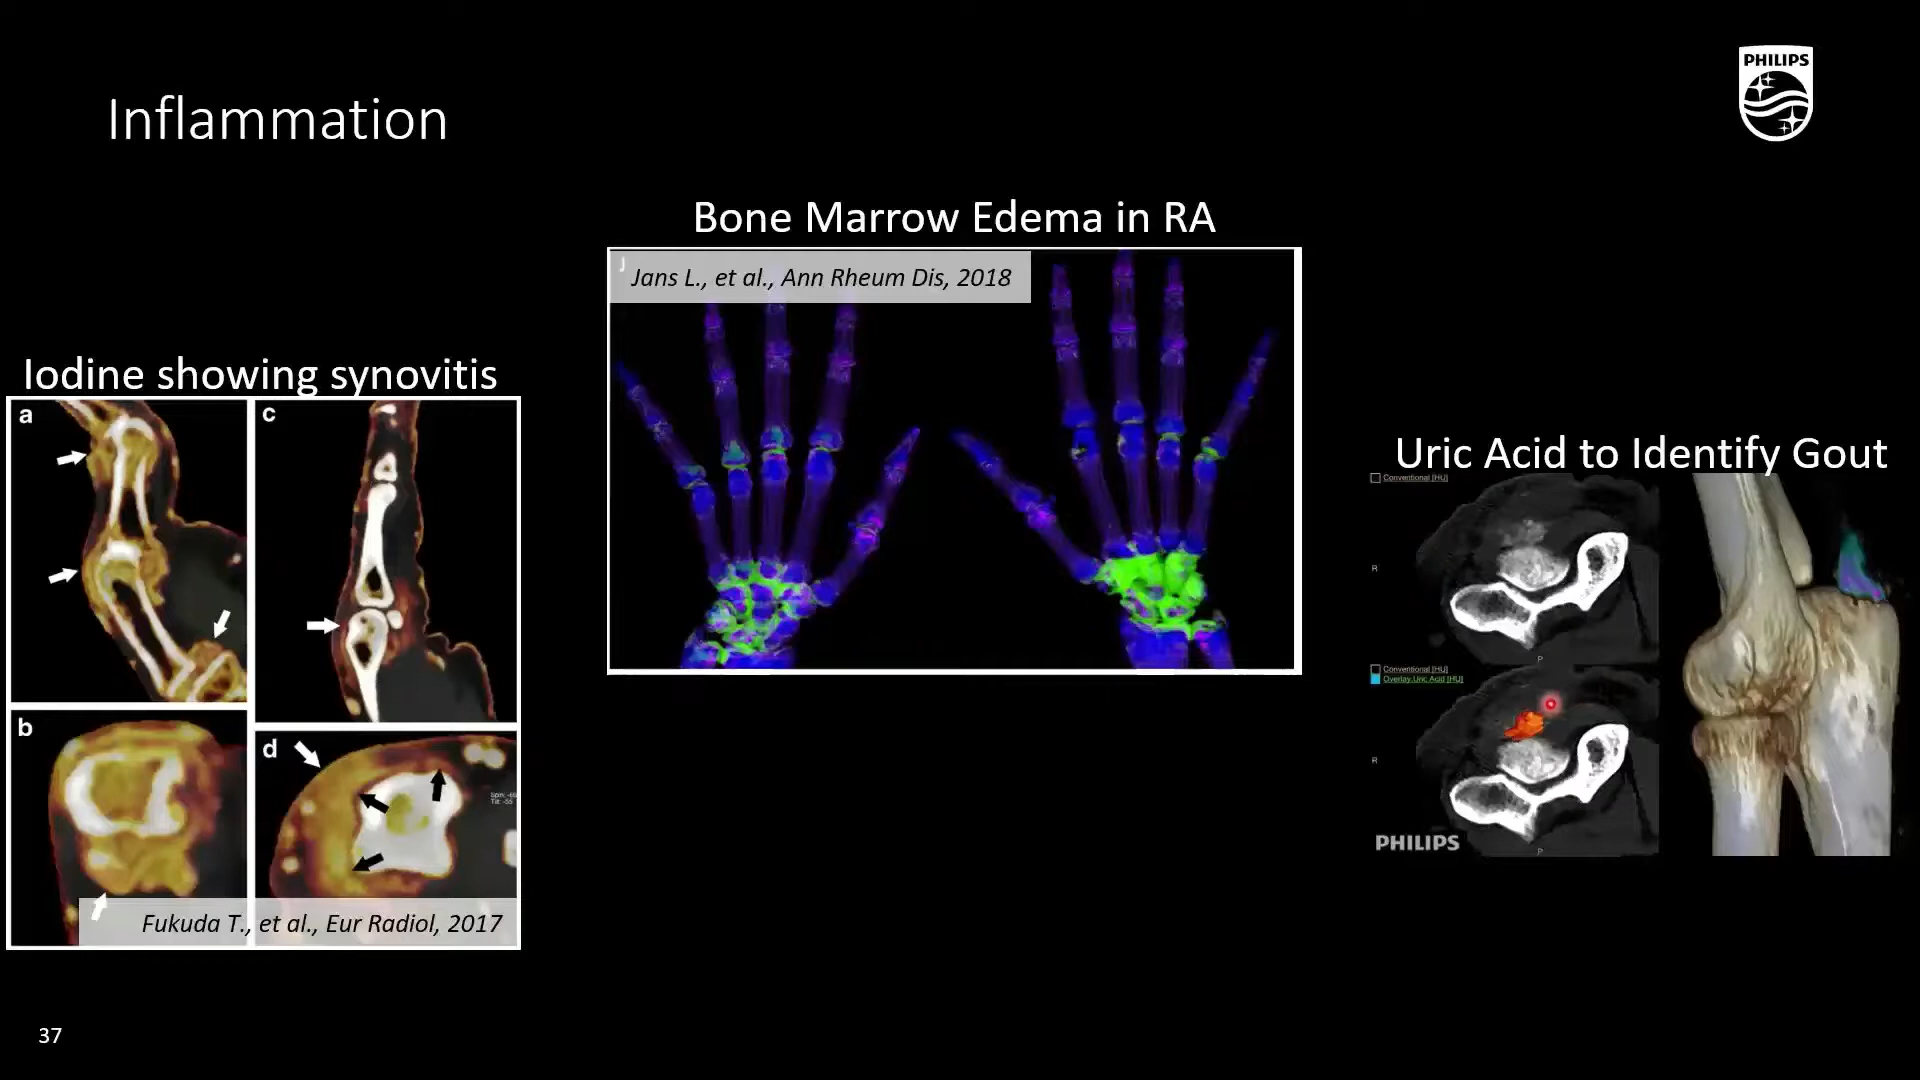 PHILIPS
Inflammation
Bone Marrow Edema in RA
J
Jans L., et al., Ann Rheum Dis, 2018
Iodine showing synovitis
a
c
b
d
Fukuda T., et al., Eur Radiol, 2017
Uric Acid to Identify Gout
Conventional [HU]
R
P
Conventional [HU]
Overlay Uric Acid [HU]
R
P
PHILIPS
37